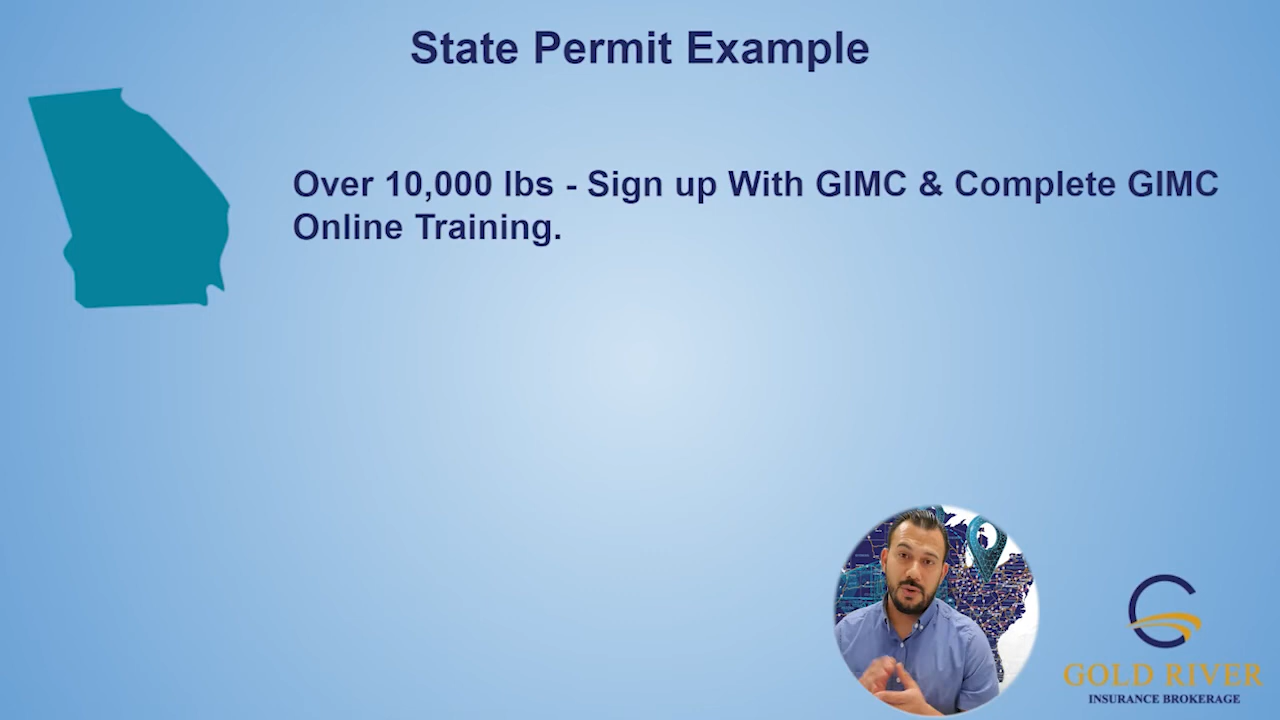 State Permit Example
Over 10,000 lbs - Sign up With GIMC & Complete GIMC
Online Training.
GOLD RIVER
INSURANCE BROKERAGE